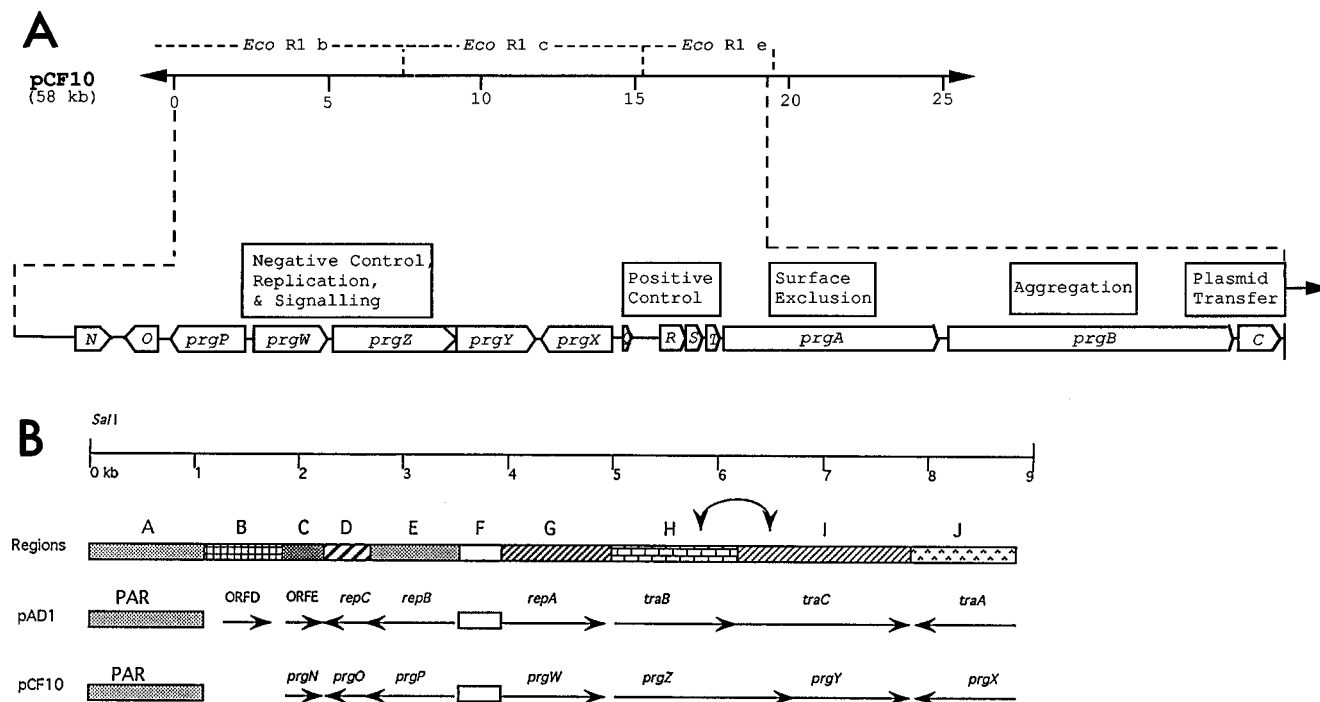 A
Eco R1 b Eco R1 c Eco R1 e
pCF10
(58 kb)
0 5 10 15 20 25
Negative Control,
Replication,
& Signalling
Positive
Control
Surface
Exclusion
Aggregation
Plasmid
Transfer
N O prgP prgW prgZ prgY prgX R S T prgA prgB C
B
SalI
0 kb 1 2 3 4 5 6 7 8 9
Regions A B C D E F G H I J
pAD1 PAR ORFD ORFE repC repB repA traB traC traA
pCF10 PAR prgN prgO prgP prgW prgZ prgY prgX